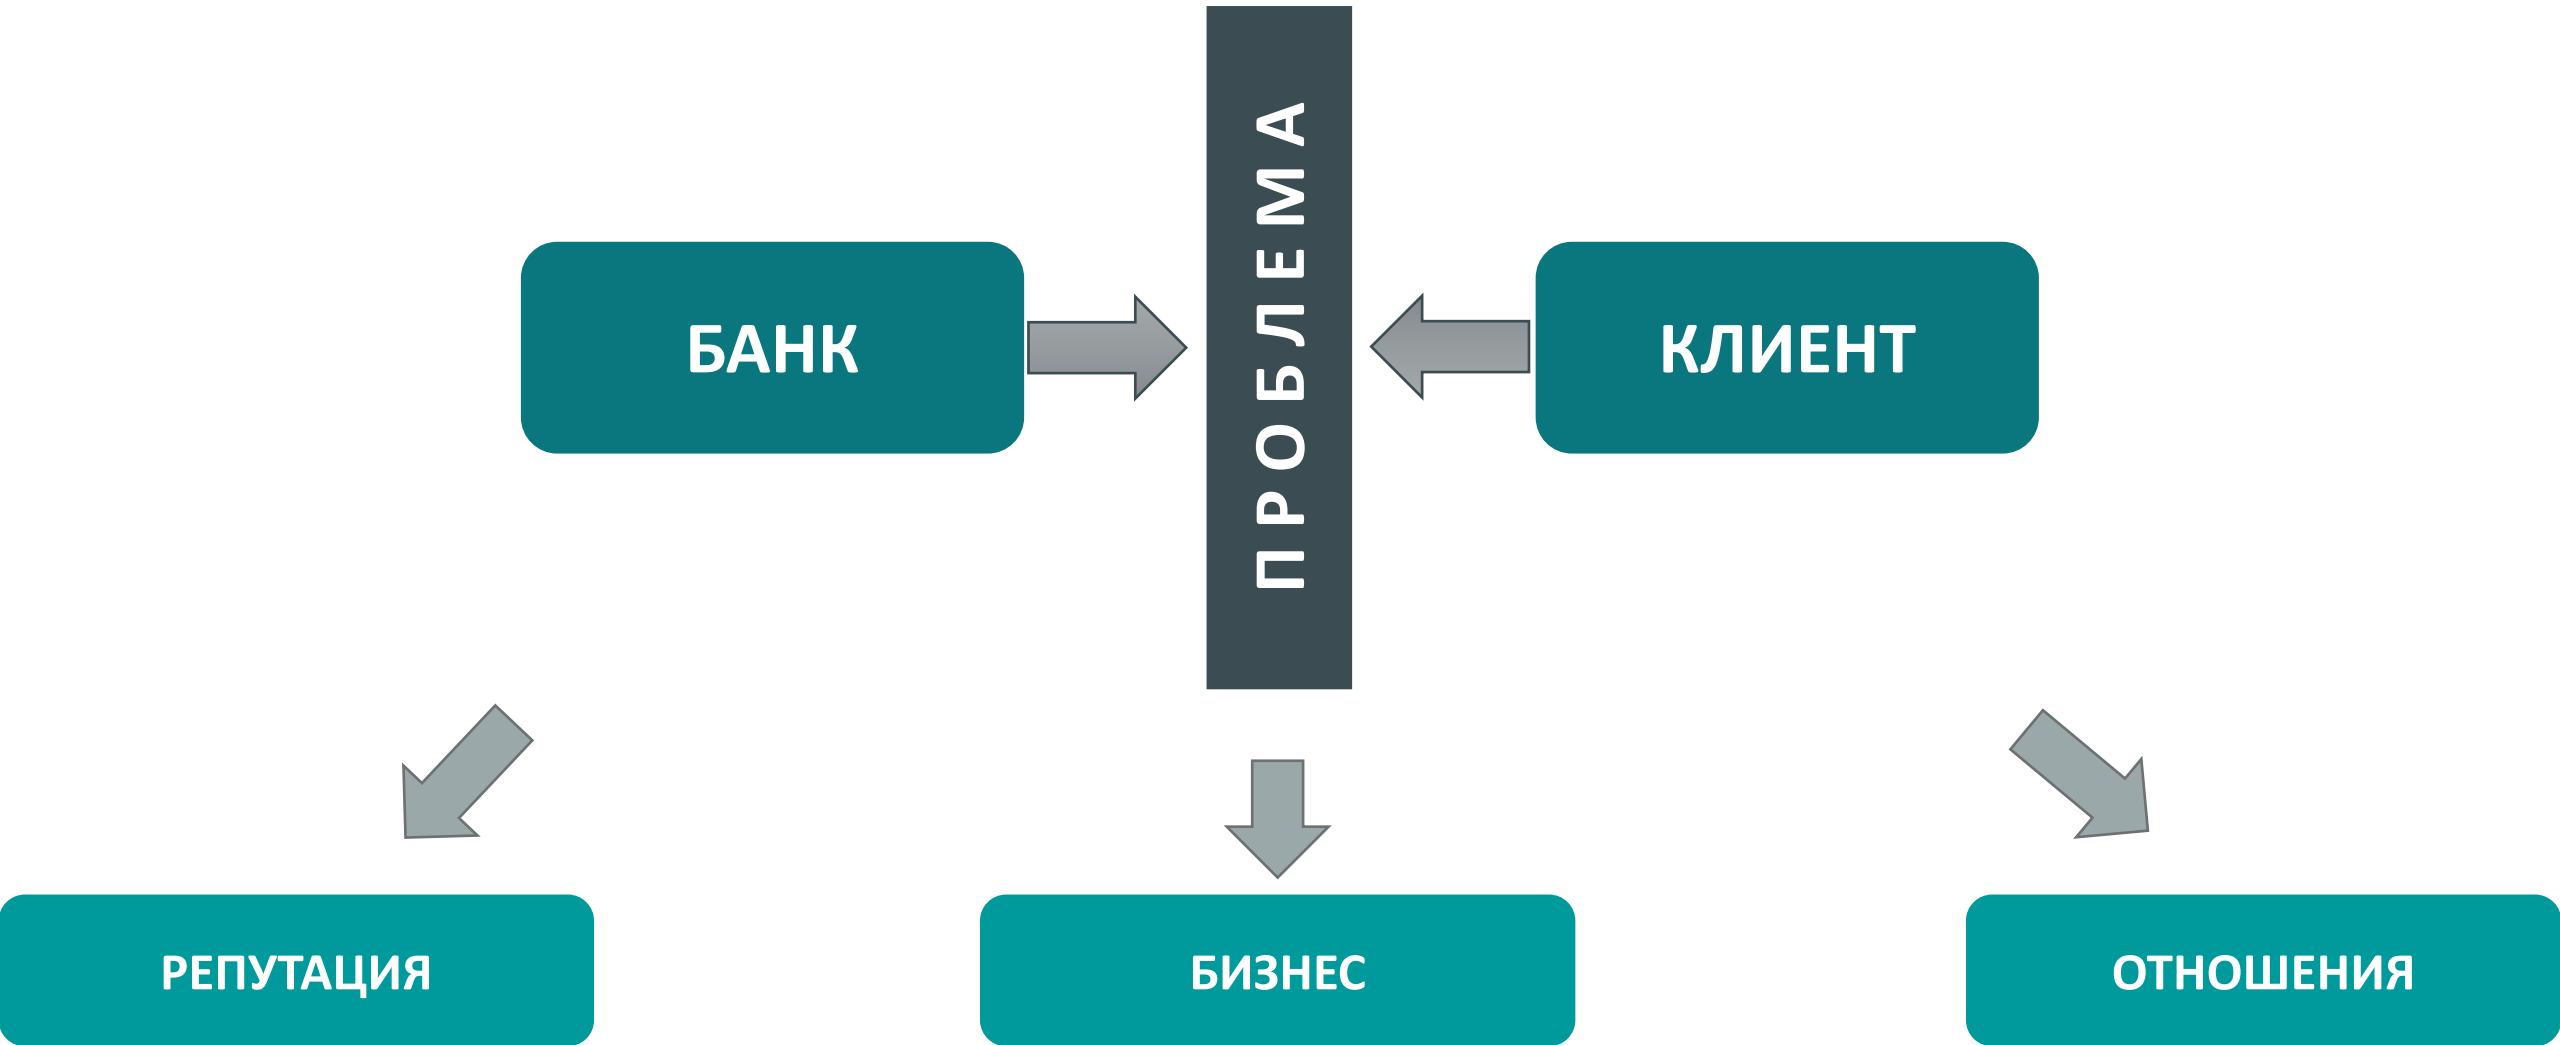 ПРОБЛЕМА
БАНК
КЛИЕНТ
РЕПУТАЦИЯ
БИЗНЕС
ОТНОШЕНИЯ